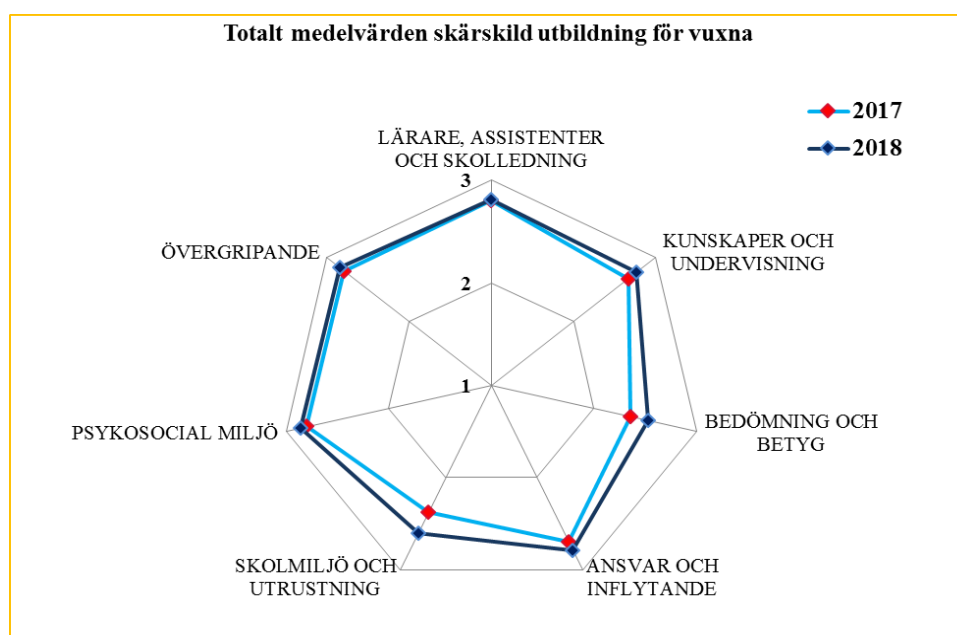 Totalt medelvärden skärskild utbildning för vuxna
2017
2018
LÄRARE, ASSISTENTER
OCH SKOLLEDNING
3
2
1
KUNSKAPER OCH
UNDERVISNING
BEDÖMNING OCH
BETYG
ANSVAR OCH
INFLYTANDE
SKOLMILJÖ OCH
UTRUSTNING
PSYKOSOCIAL MILJÖ
ÖVERGRIPANDE